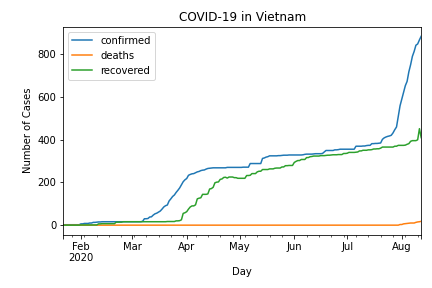 COVID-19 in Vietnam
confirmed
deaths
recovered
Number of Cases
800
600
400
200
0
Feb
2020
Mar
Apr
May
Jun
Jul
Aug
Day